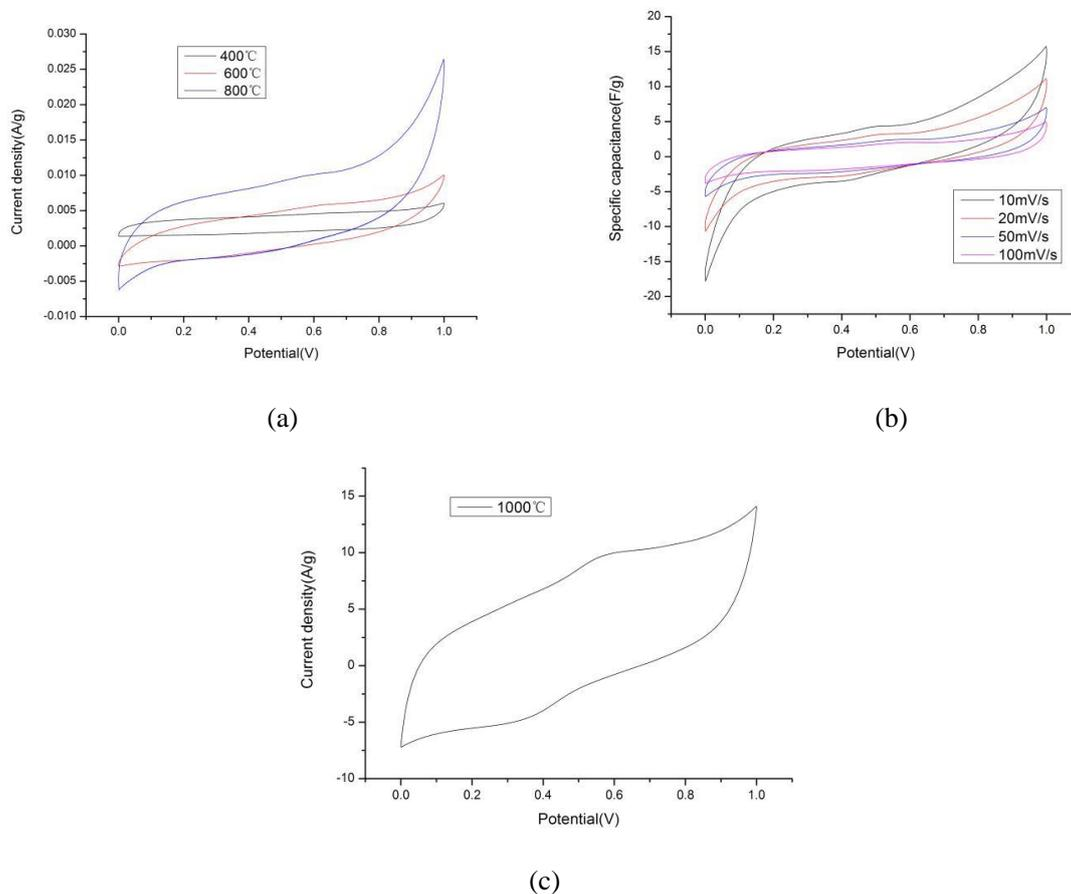 0.030
0.025
0.020
0.015
0.010
0.005
0.000
-0.005
-0.010
Current density(A/g)
400℃
600℃
800℃
0.0 0.2 0.4 0.6 0.8 1.0
Potential(V)
(a)
20
15
10
5
0
-5
-10
-15
-20
Specific capacitance(F/g)
10mV/s
20mV/s
50mV/s
100mV/s
0.0 0.2 0.4 0.6 0.8 1.0
Potential(V)
(b)
15
10
5
0
-5
-10
Current density(A/g)
1000℃
0.0 0.2 0.4 0.6 0.8 1.0
Potential(V)
(c)